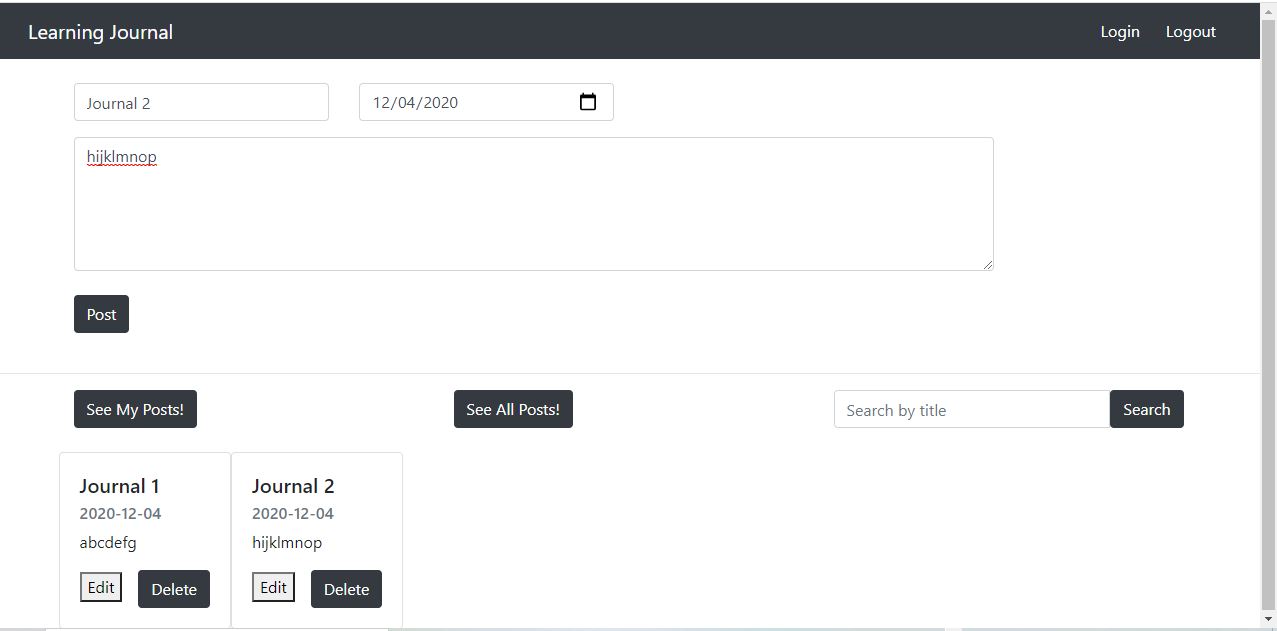 Learning Journal Login Logout
Journal 2 12/04/2020
hijklmnop
Post
See My Posts! See All Posts! Search by title Search
Journal 1 Journal 2
2020-12-04 2020-12-04
abcdefg hijklmnop
Edit Delete Edit Delete